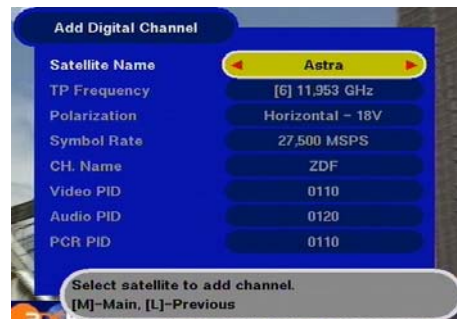 Add Digital Channel
Satellite Name Astra
TP Frequency [6] 11,953 GHz
Polarization Horizontal - 18V
Symbol Rate 27,500 MSPS
CH. Name ZDF
Video PID 0110
Audio PID 0120
PCR PID 0110
Select satellite to add channel.
[M]-Main, [L]-Previous